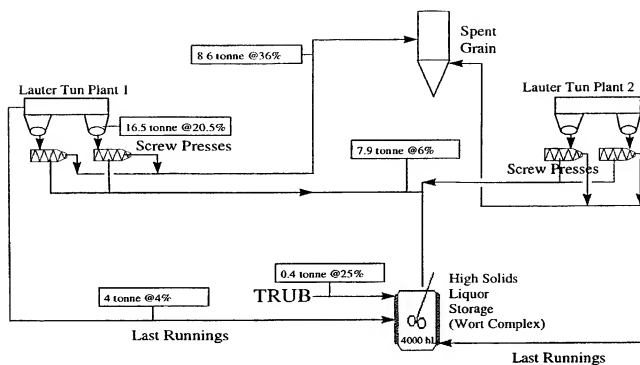 8 6 tonne @36%
Spent
Grain
Lauter Tun Plant 1
Lauter Tun Plant 2
16.5 tonne @20.5%
Screw Presses
7.9 tonne @6%
Screw Presses
0.4 tonne @25%
TRUB
High Solids
Liquor
Storage
(Wort Complex)
4 tonne @4%
4000 hL
Last Runnings
Last Runnings